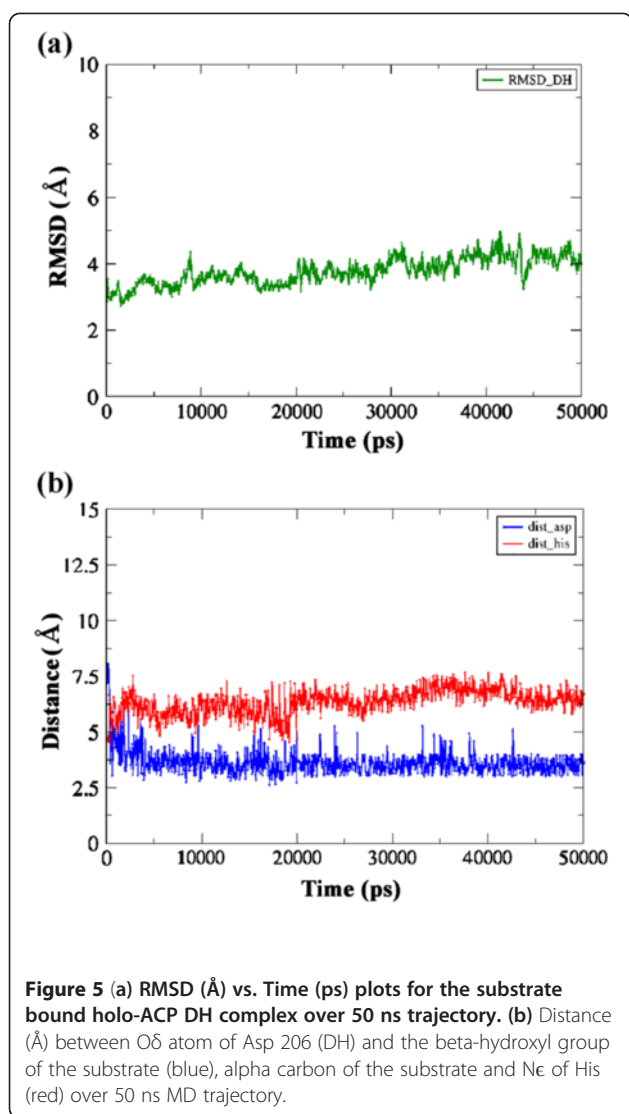 (a)
RMSD_DH
10
8
6
4
2
0
RMSD (Å)
0 10000 20000 30000 40000 50000
Time (ps)
(b)
dist_asp
dist_his
15
12.5
10
7.5
5
2.5
0
Distance(Å)
0 10000 20000 30000 40000 50000
Time (ps)
Figure 5 (a) RMSD (Å) vs. Time (ps) plots for the substrate
bound holo-ACP DH complex over 50 ns trajectory. (b) Distance
(Å) between Oδ atom of Asp 206 (DH) and the beta-hydroxyl group
of the substrate (blue), alpha carbon of the substrate and Nϵ of His
(red) over 50 ns MD trajectory.